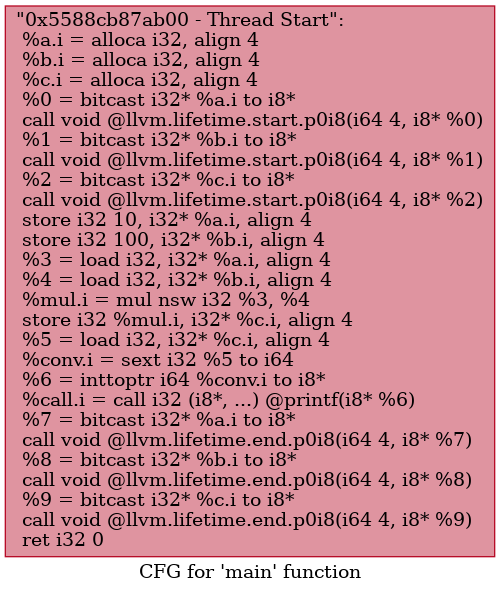 "0x5588cb87ab00 - Thread Start":
%a.i = alloca i32, align 4
%b.i = alloca i32, align 4
%c.i = alloca i32, align 4
%0 = bitcast i32* %a.i to i8*
call void @llvm.lifetime.start.p0i8(i64 4, i8* %0)
%1 = bitcast i32* %b.i to i8*
call void @llvm.lifetime.start.p0i8(i64 4, i8* %1)
%2 = bitcast i32* %c.i to i8*
call void @llvm.lifetime.start.p0i8(i64 4, i8* %2)
store i32 10, i32* %a.i, align 4
store i32 100, i32* %b.i, align 4
%3 = load i32, i32* %a.i, align 4
%4 = load i32, i32* %b.i, align 4
%mul.i = mul nsw i32 %3, %4
store i32 %mul.i, i32* %c.i, align 4
%5 = load i32, i32* %c.i, align 4
%conv.i = sext i32 %5 to i64
%6 = inttoptr i64 %conv.i to i8*
%call.i = call i32 (i8*, ...) @printf(i8* %6)
%7 = bitcast i32* %a.i to i8*
call void @llvm.lifetime.end.p0i8(i64 4, i8* %7)
%8 = bitcast i32* %b.i to i8*
call void @llvm.lifetime.end.p0i8(i64 4, i8* %8)
%9 = bitcast i32* %c.i to i8*
call void @llvm.lifetime.end.p0i8(i64 4, i8* %9)
ret i32 0
CFG for 'main' function